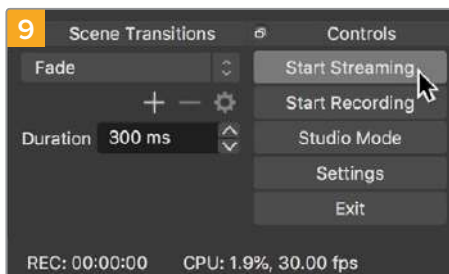 9
Scene Transitions
Controls
Fade
Start Streaming
Start Recording
Duration 300 ms
Studio Mode
Settings
Exit
REC: 00:00:00 CPU: 1.9%, 30.00 fps